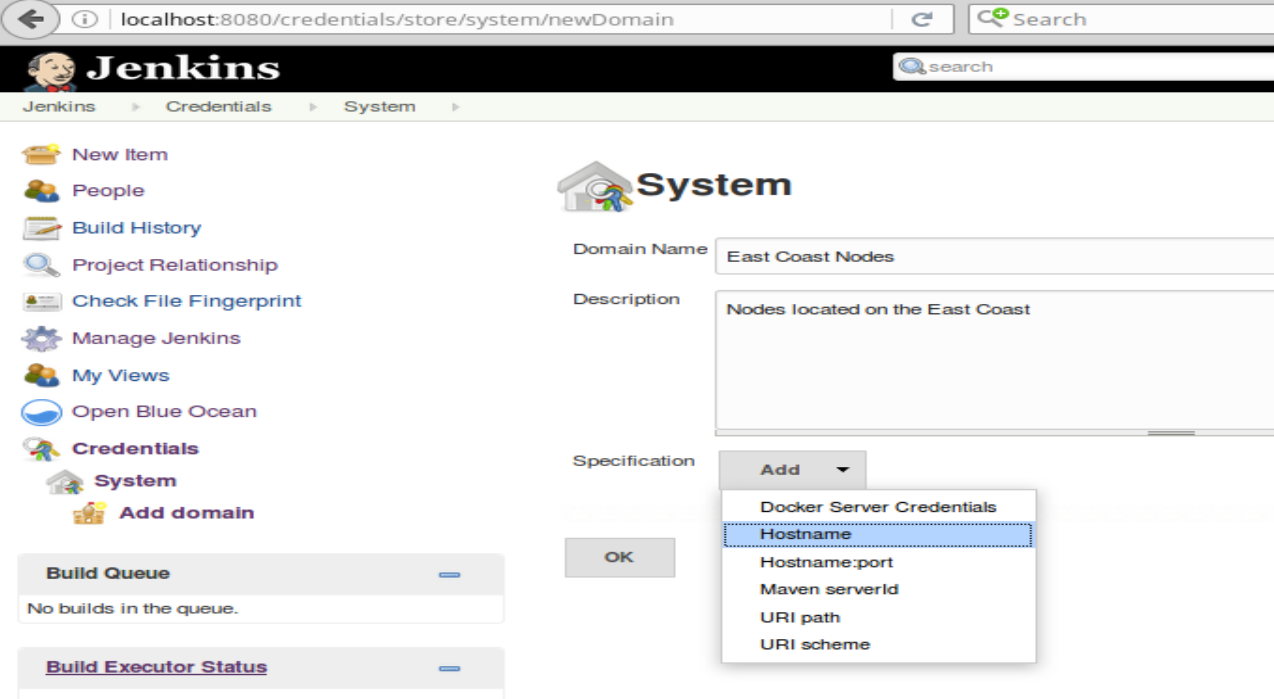 localhost:8080/credentials/store/system/newDomain
Search
Jenkins
search
Jenkins Credentials System
New Item
People
Build History
Project Relationship
Check File Fingerprint
Manage Jenkins
My Views
Open Blue Ocean
Credentials
System
Add domain
Build Queue
No builds in the queue.
Build Executor Status
System
Domain Name
East Coast Nodes
Description
Nodes located on the East Coast
Specification
Add
Docker Server Credentials
Hostname
Hostname:port
Maven serverId
URI path
URI scheme
OK